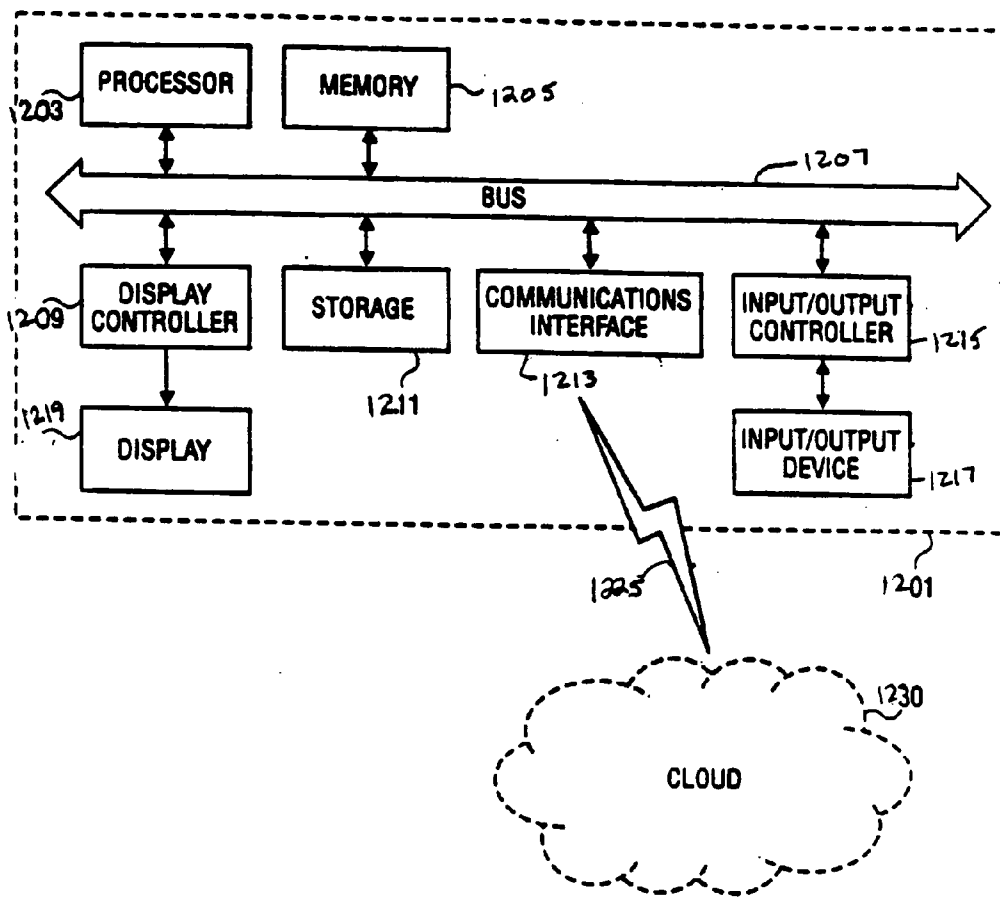 PROCESSOR
1203
MEMORY
1205
1207
BUS
DISPLAY
CONTROLLER
1209
STORAGE
1211
COMMUNICATIONS
INTERFACE
1213
INPUT/OUTPUT
CONTROLLER
1215
1219
DISPLAY
INPUT/OUTPUT
DEVICE
1217
1225
1201
1230
CLOUD